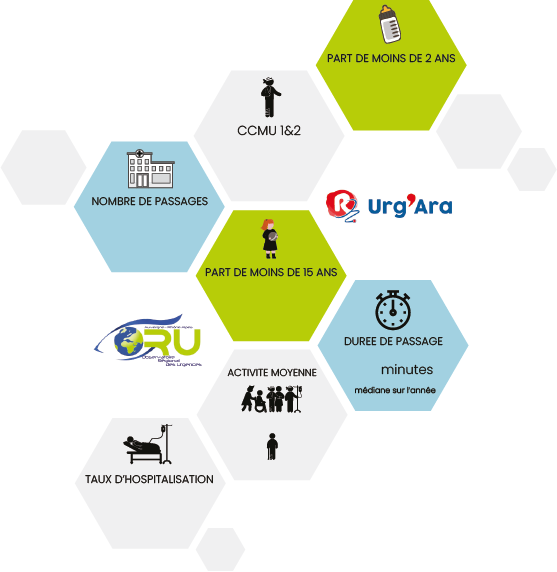 PART DE MOINS DE 2 ANS
CCMU 1&2
NOMBRE DE PASSAGES
R
Urg'Ara
PART DE MOINS DE 15 ANS
DUREE DE PASSAGE
minutes
médiane sur l'année
Auvergne - Rhône-Alpes
ORU
Observatoire
Régional
Des Urgences
ACTIVITE MOYENNE
TAUX D'HOSPITALISATION